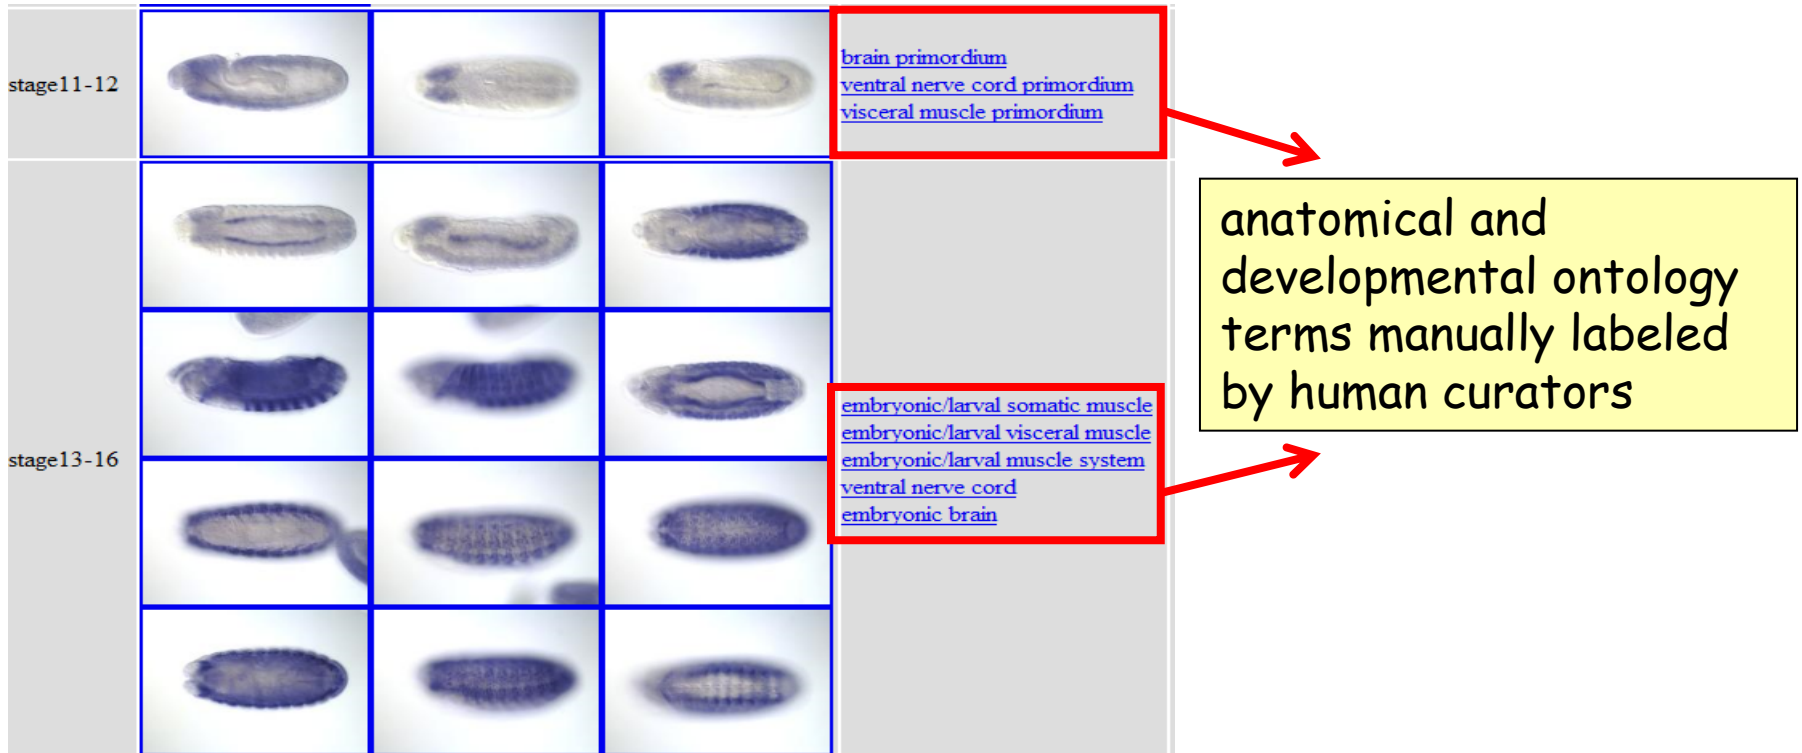 stage11-12
brain primordium
ventral nerve cord primordium
visceral muscle primordium
anatomical and
developmental ontology
terms manually labeled
by human curators
stage13-16
embryonic/larval somatic muscle
embryonic/larval visceral muscle
embryonic/larval muscle system
ventral nerve cord
embryonic brain